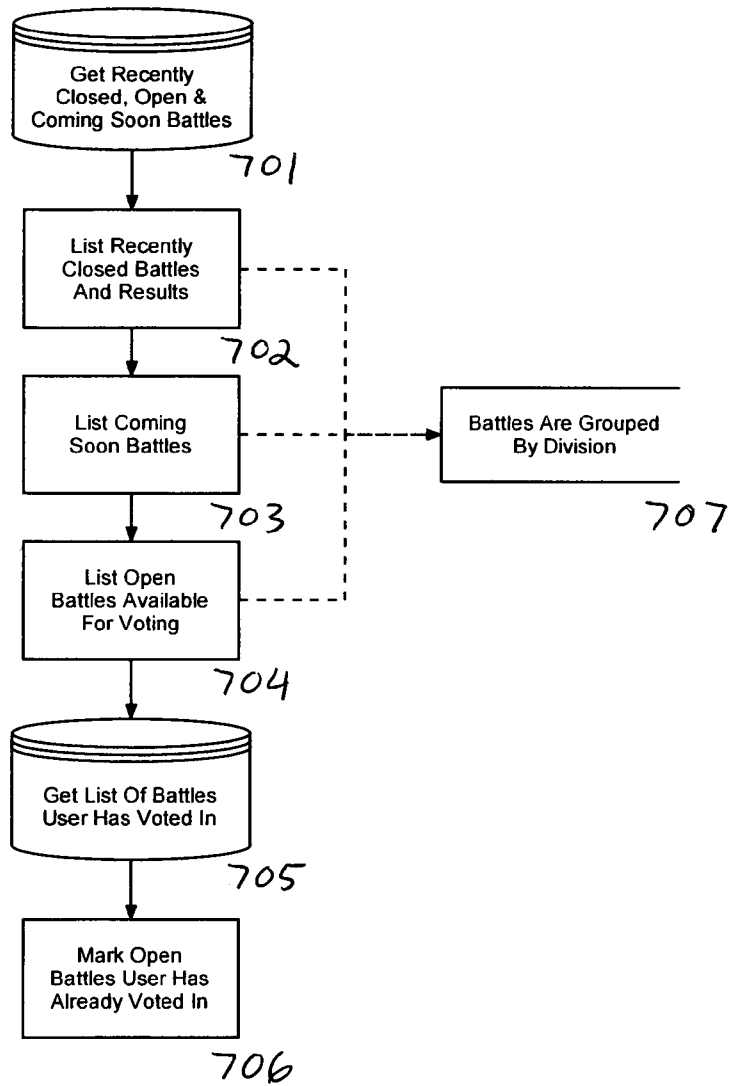 Get Recently
Closed, Open &
Coming Soon Battles
701
List Recently
Closed Battles
And Results
702
List Coming
Soon Battles
703
Battles Are Grouped
By Division
707
List Open
Battles Available
For Voting
704
Get List Of Battles
User Has Voted In
705
Mark Open
Battles User Has
Already Voted In
706